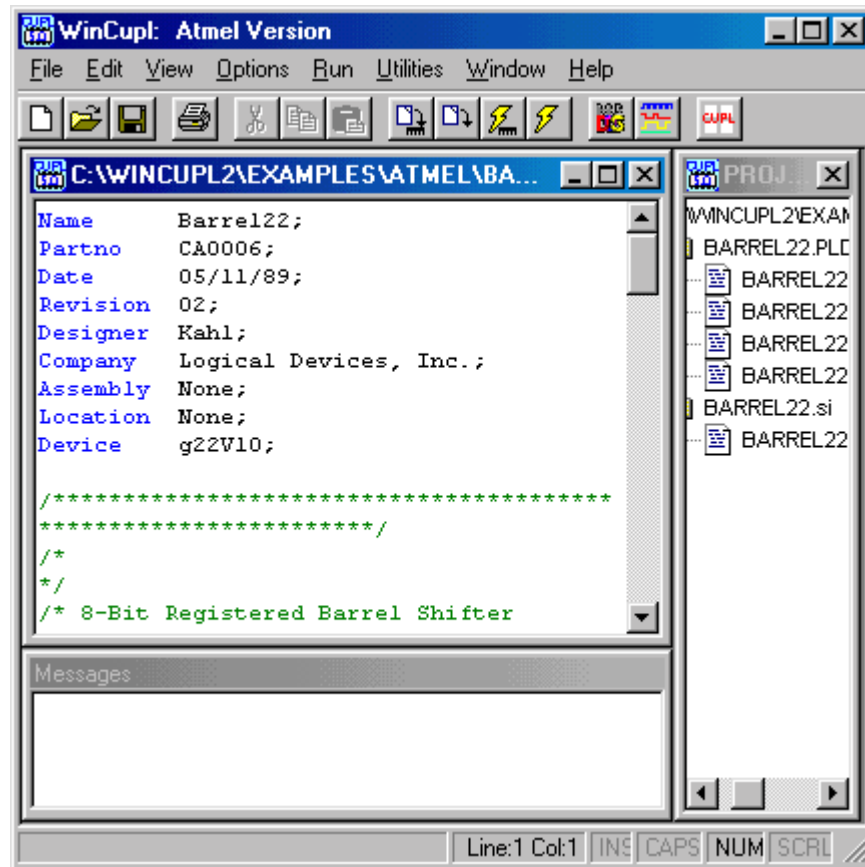 WinCupl: Atmel Version
File Edit View Options Run Utilities Window Help
CUPL
C:\WINCUPL2\EXAMPLES\ATMEL\BA...
Name Barrel22;
Partno CA0006;
Date 05/11/89;
Revision 02;
Designer Kahl;
Company Logical Devices, Inc.;
Assembly None;
Location None;
Device g22V10;
/****************************************
************************/
/*
*/
/* 8-Bit Registered Barrel Shifter
PROJ...
\WINCUPL2\EXAM
BARREL22.PLD
BARREL22
BARREL22
BARREL22
BARREL22
BARREL22.si
BARREL22
Messages
Line:1 Col:1 INS CAPS NUM SCRL